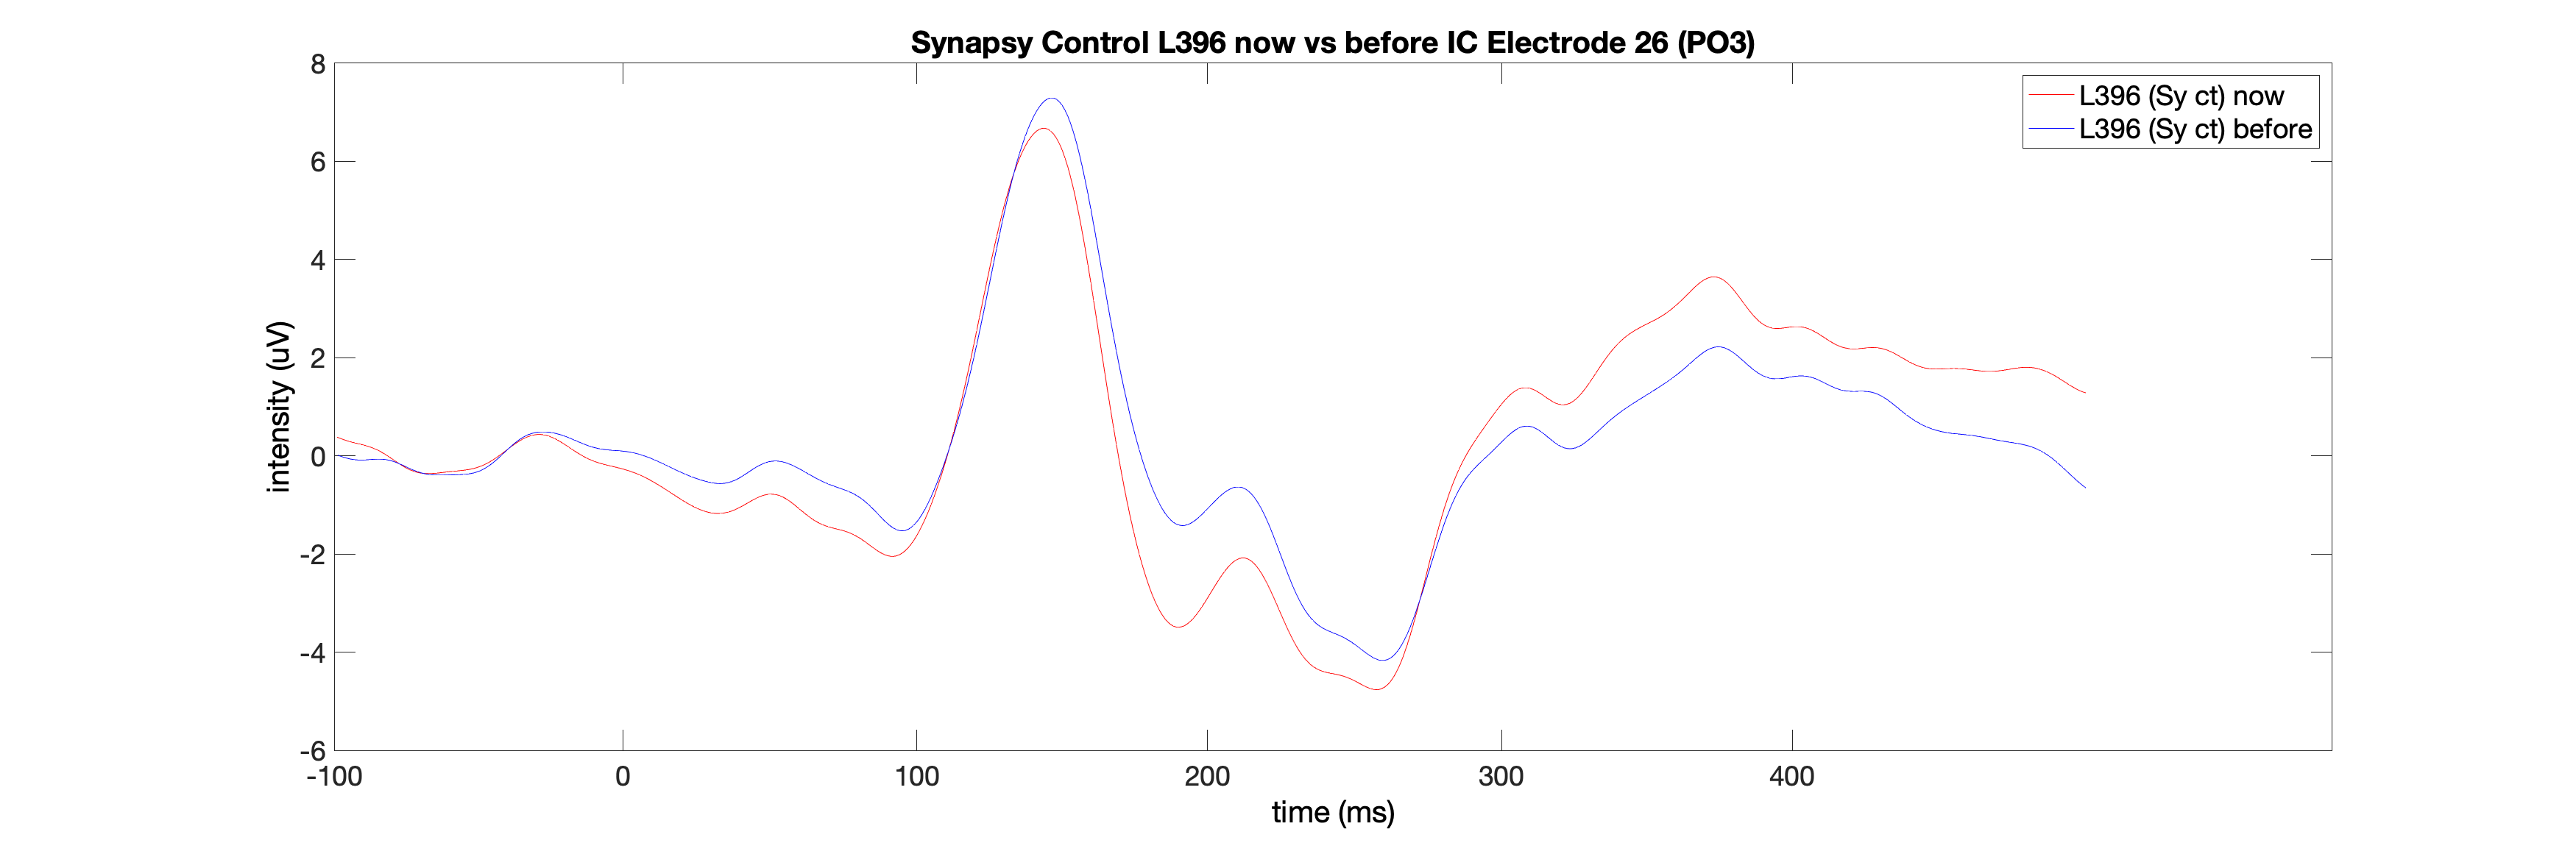 Synapsy Control L396 now vs before IC Electrode 26 (PO3)
L396 (Sy ct) now
L396 (Sy ct) before
intensity (uV)
8
6
4
2
0
-2
-4
-6
-100 0 100 200 300 400
time (ms)